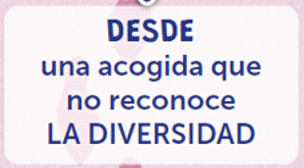 DESDE
una acogida que
no reconoce
LA DIVERSIDAD